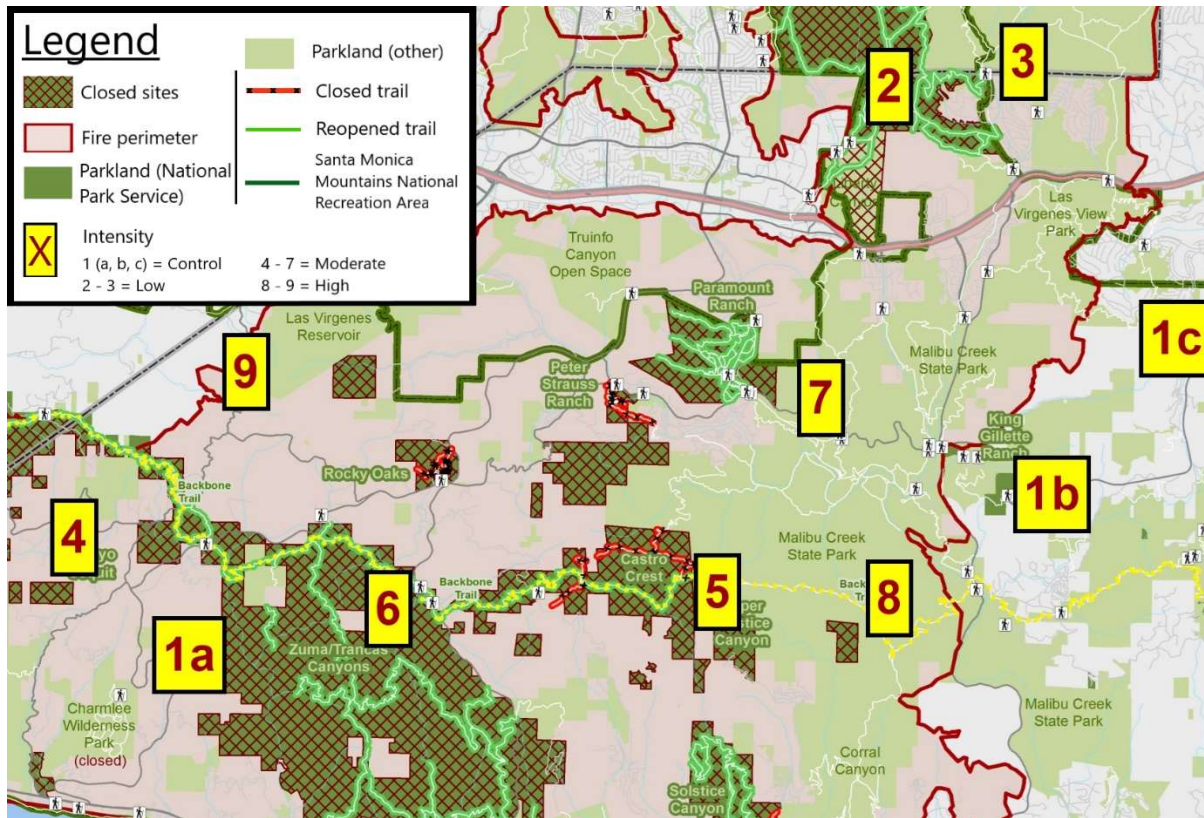 Legend
Closed sites
Fire perimeter
Parkland (National
Park Service)
Parkland (other)
Closed trail
Reopened trail
Santa Monica
Mountains National
Recreation Area
X
Intensity
1 (a, b, c) = Control
2 - 3 = Low
4 - 7 = Moderate
8 - 9 = High
2
3
Las
Virgenes View
Park
Truinfo
Canyon
Open Space
Paramount
Ranch
Las Virgenes
Reservoir
1c
9
Malibu Creek
State Park
7
Peter
Strauss
Ranch
King
Gillette
Ranch
Rocky Oaks
1b
Backbone
Trail
4
Malibu Creek
State Park
Castro
Crest
5
Backbone
Trail
6
8
1a
Canyon
Zuma/Trancas
Canyons
Charmlee
Wilderness
Park
(closed)
Malibu Creek
State Park
Corral
Canyon
Solstice
Canyon